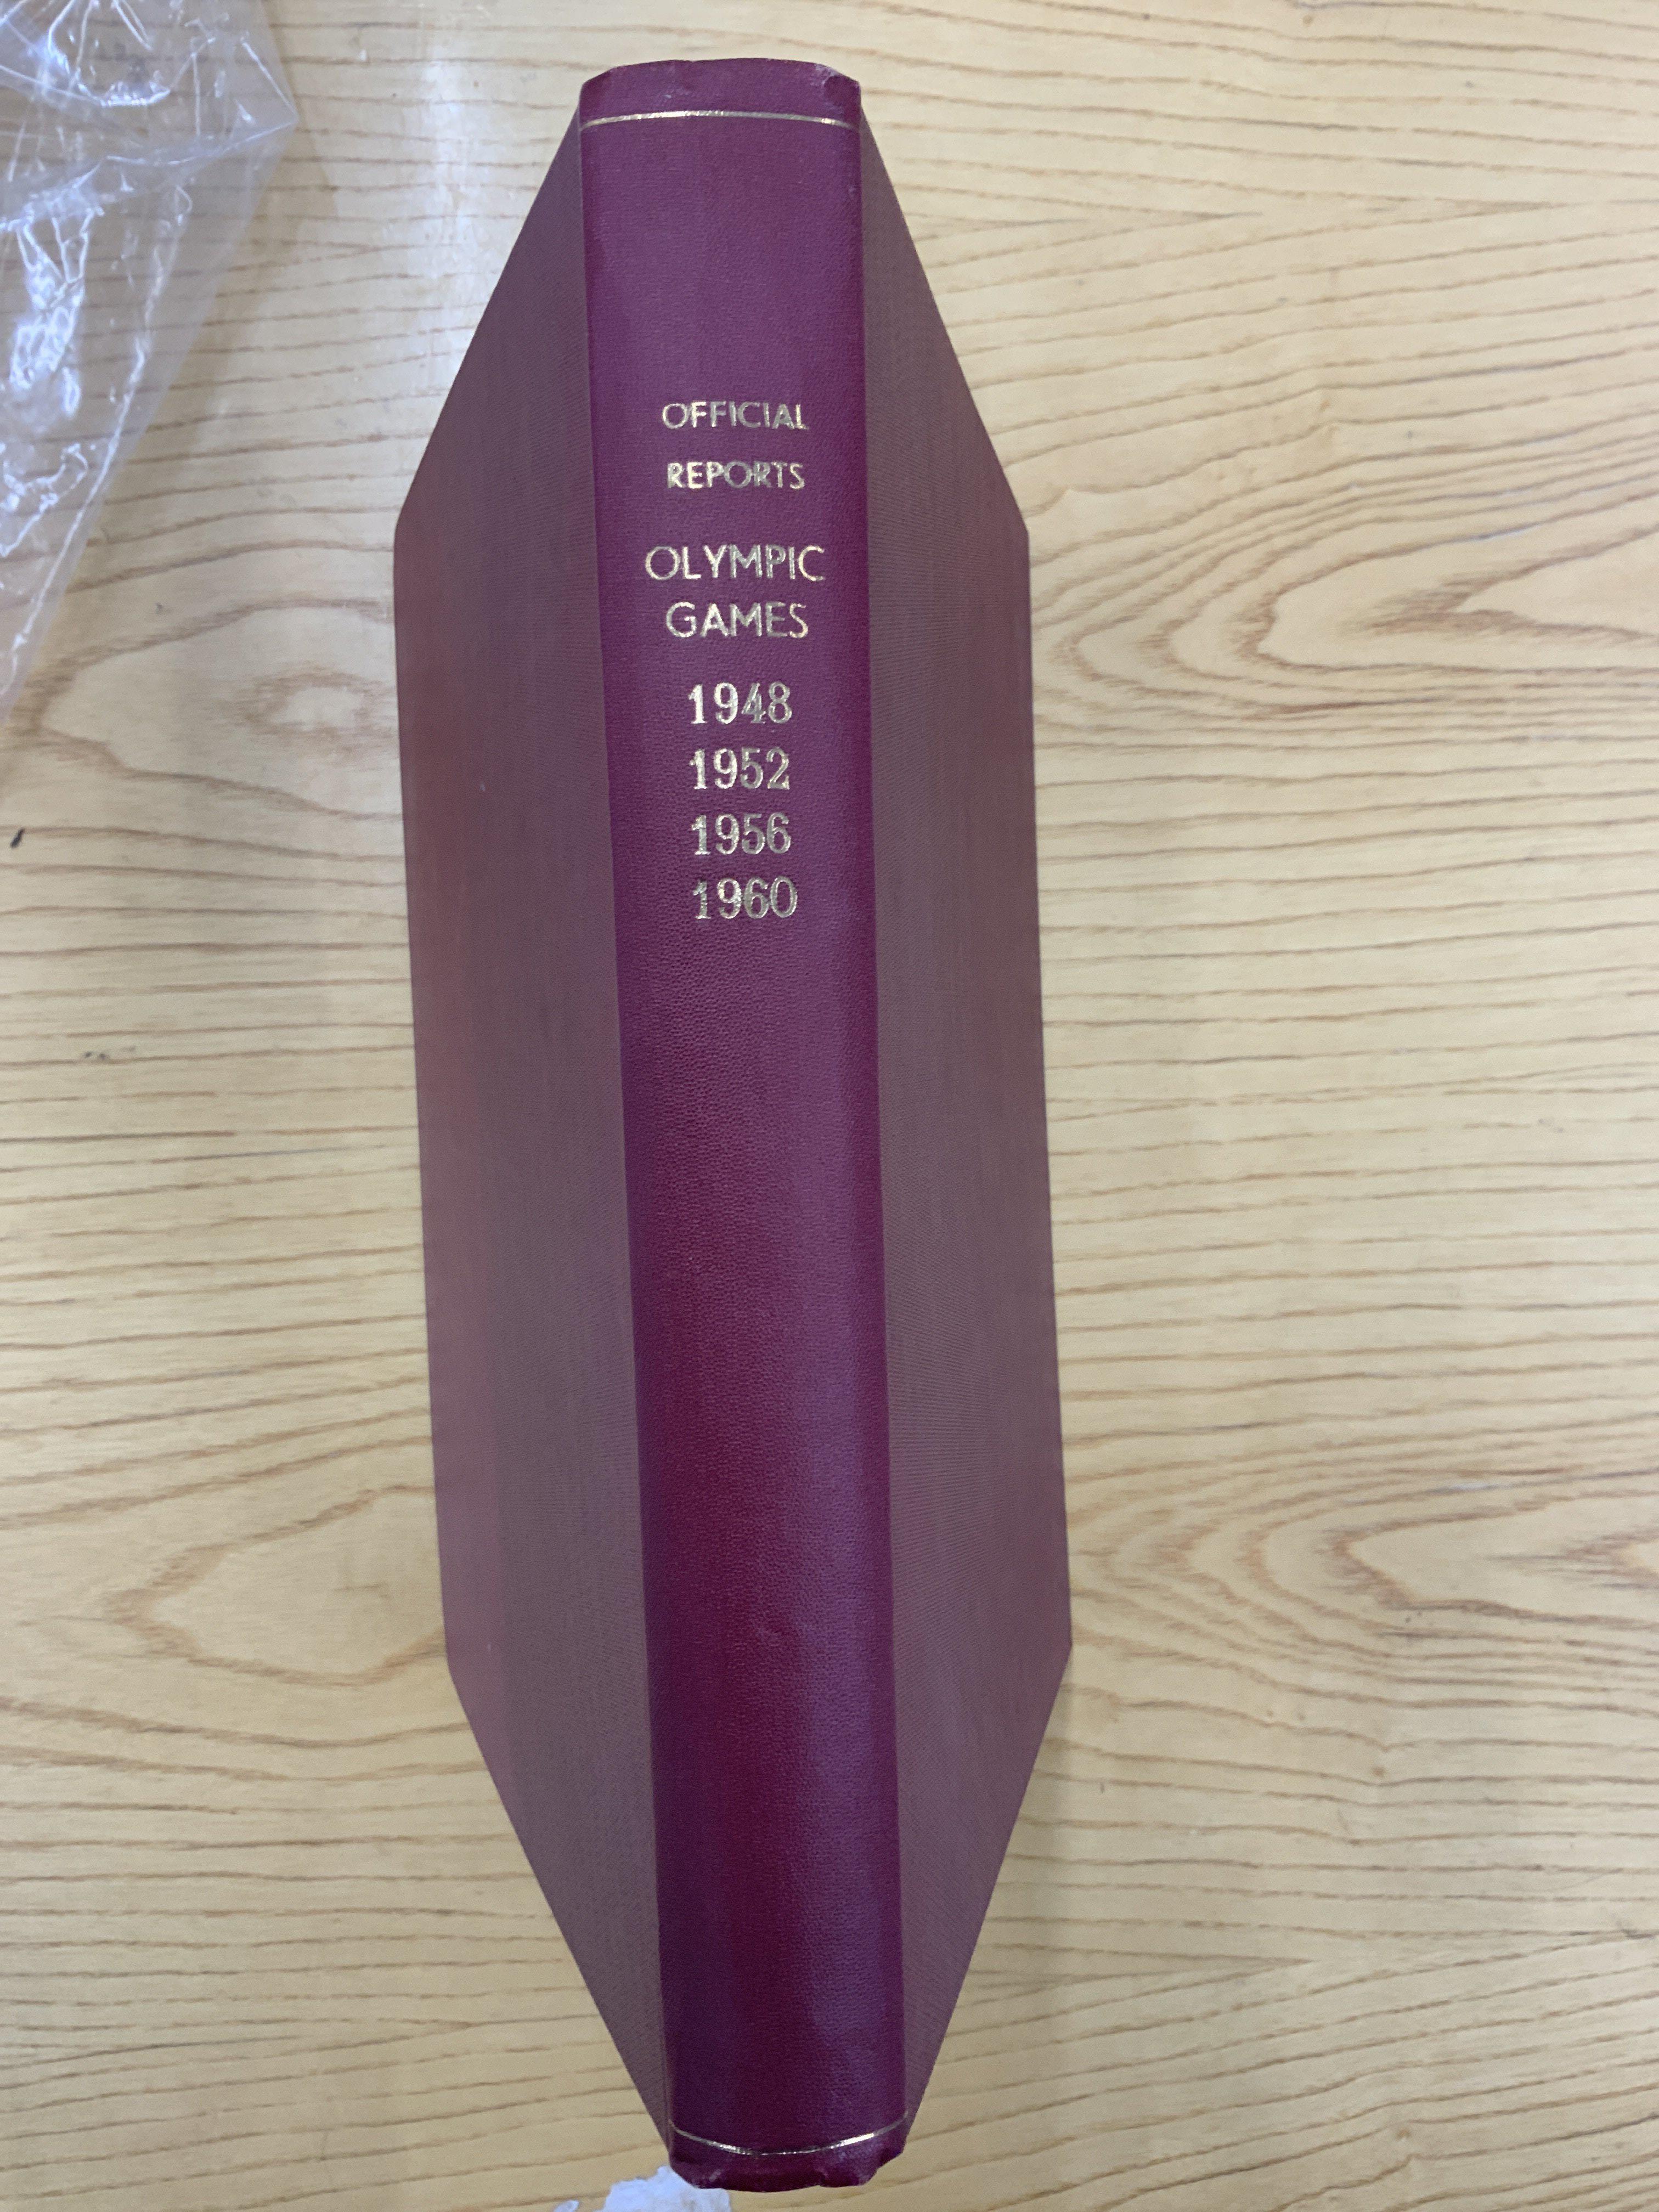 OFFICIAL
REPORTS
OLYMPIC
GAMES
1948
1952
1956
1960